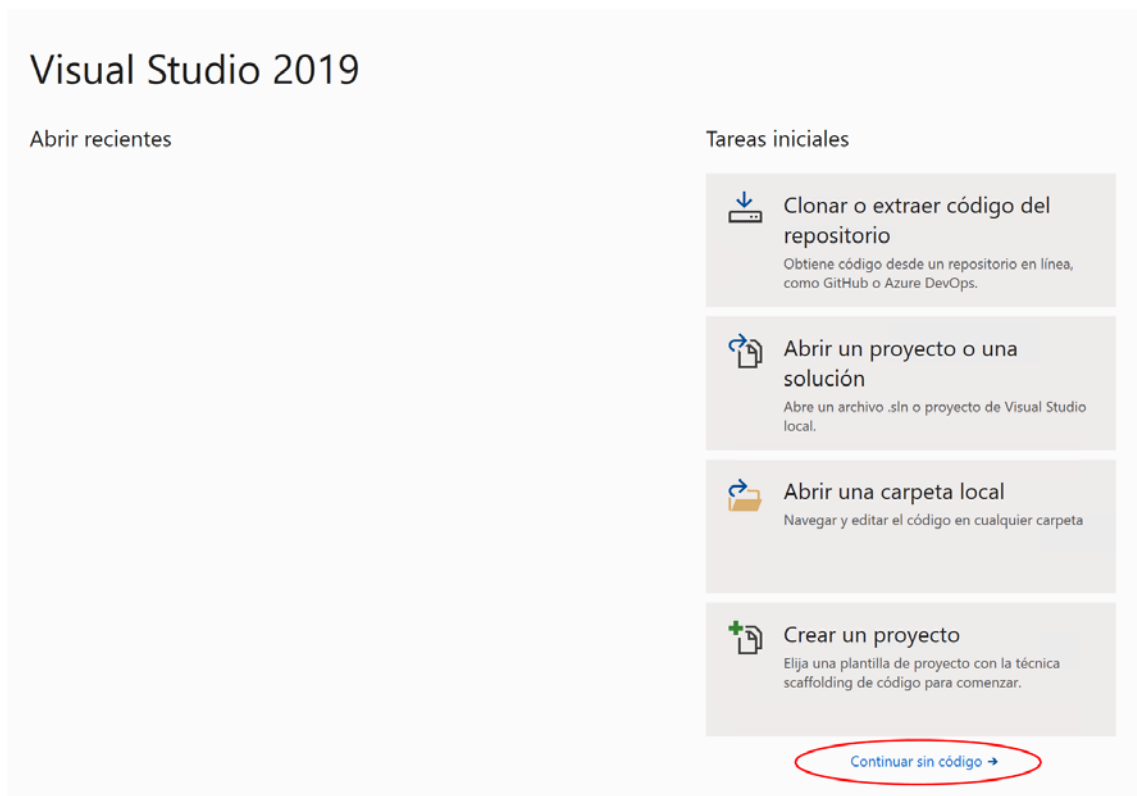 Visual Studio 2019
Abrir recientes
Tareas iniciales
Clonar o extraer código del
repositorio
Obtiene código desde un repositorio en línea,
como GitHub o Azure DevOps.
Abrir un proyecto o una
solución
Abre un archivo .sln o proyecto de Visual Studio
local.
Abrir una carpeta local
Navegar y editar el código en cualquier carpeta
Crear un proyecto
Elija una plantilla de proyecto con la técnica
scaffolding de código para comenzar.
Continuar sin código →